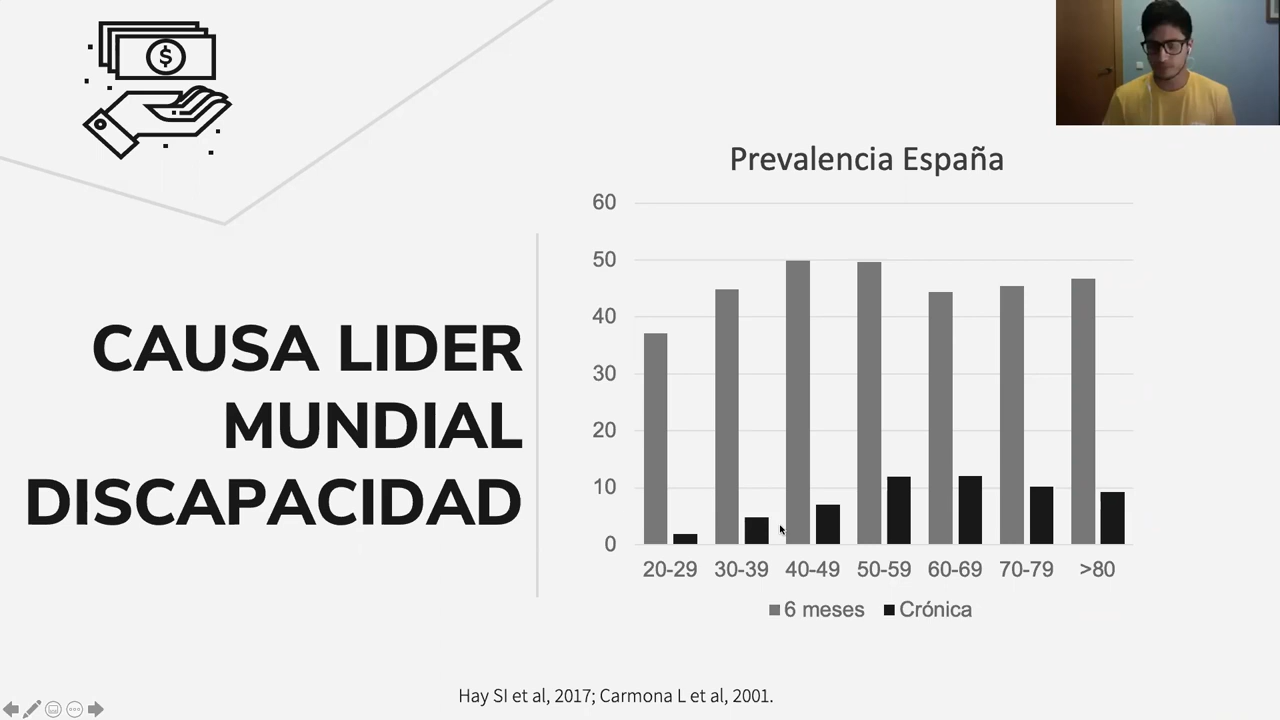 $
CAUSA LIDER
MUNDIAL
DISCAPACIDAD
Prevalencia España
60
50
40
30
20
10
0
20-29 30-39 40-49 50-59 60-69 70-79 >80
6 meses Crónica
Hay SI et al, 2017; Carmona L et al, 2001.